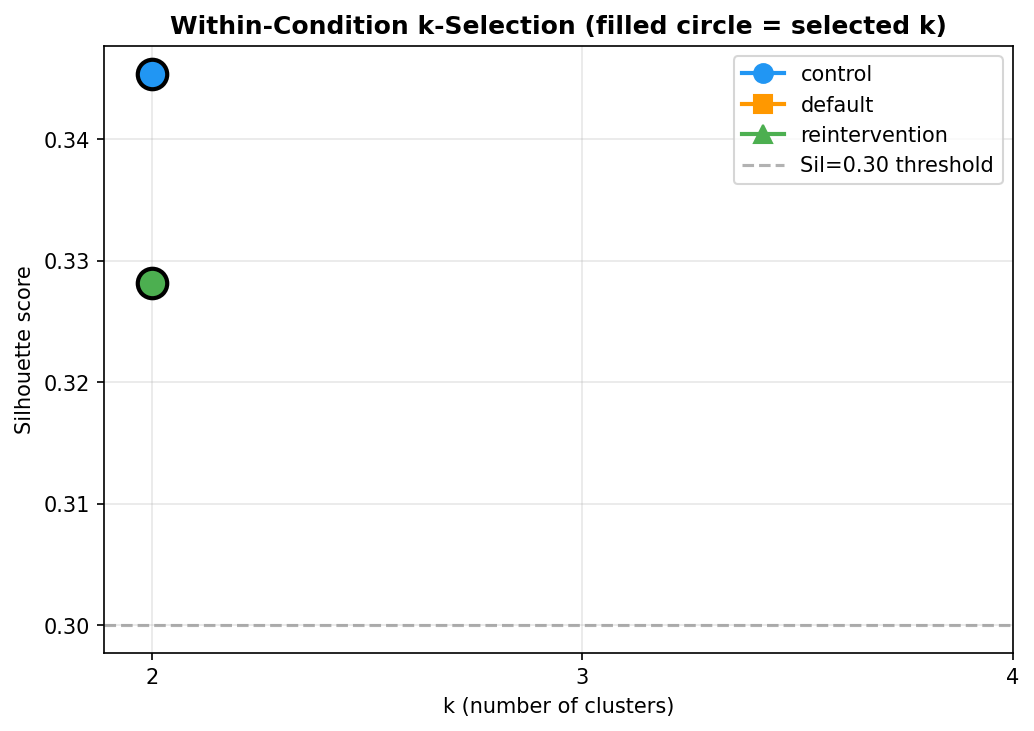 Within-Condition k-Selection (filled circle = selected k)
control
default
reintervention
Sil=0.30 threshold
0.34
0.33
0.32
0.31
0.30
Silhouette score
2
3
4
k (number of clusters)